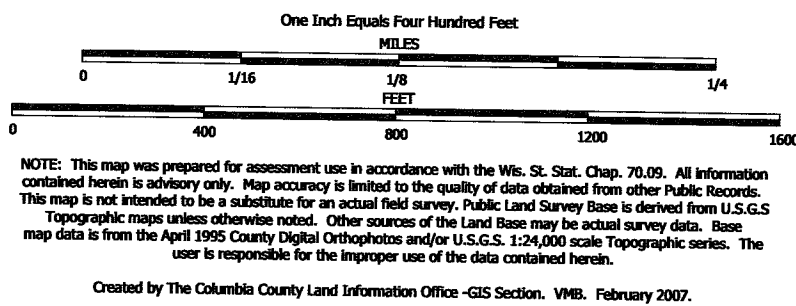 One Inch Equals Four Hundred Feet
MILES
0 1/16 1/8 1/4
FEET
0 400 800 1200 1600
NOTE: This map was prepared for assessment use in accordance with the Wis. St. Stat. Chap. 70.09. All information
contained herein is advisory only. Map accuracy is limited to the quality of data obtained from other Public Records.
This map is not intended to be a substitute for an actual field survey. Public Land Survey Base is derived from U.S.G.S
Topographic maps unless otherwise noted. Other sources of the Land Base may be actual survey data. Base
map data is from the April 1995 County Digital Orthophotos and/or U.S.G.S. 1:24,000 scale Topographic series. The
user is responsible for the improper use of the data contained herein.
Created by The Columbia County Land Information Office -GIS Section. VMB. February 2007.